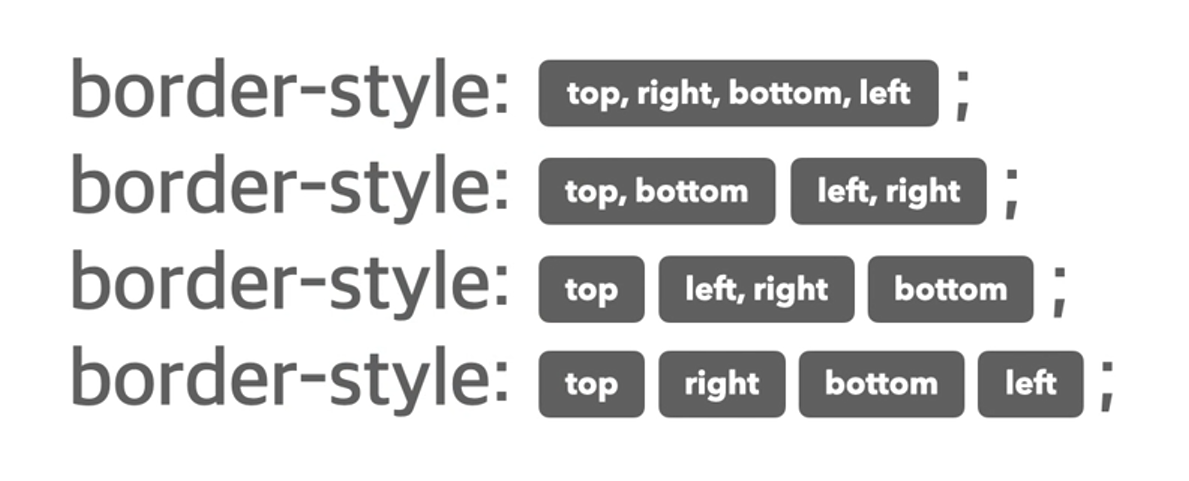 border-style: top, right, bottom, left ;
border-style: top, bottom left, right ;
border-style: top left, right bottom ;
border-style: top right bottom left ;